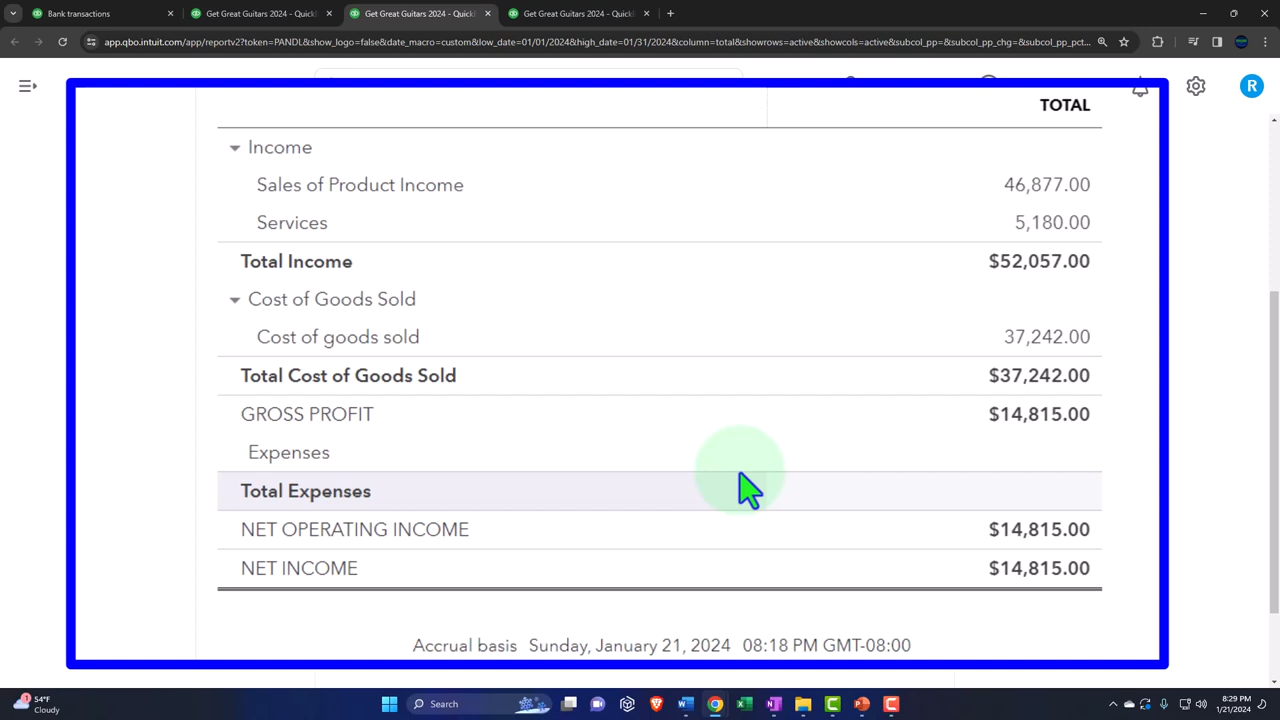 Bank transactions
Get Great Guitars 2024 - Quick
Get Great Guitars 2024 - Quick
Get Great Guitars 2024 - Quick
app.qbo.intuit.com/app/reportv2?token=PANDL&show_logo=false&date_macro=custom&low_date=01/01/2024&high_date=01/31/2024&column=total&showrows=active&showcols=active&subcol_pp=&subcol_pp_chg=&subcol_pp_pct...
R
TOTAL
Income
Sales of Product Income 46,877.00
Services 5,180.00
Total Income $52,057.00
Cost of Goods Sold
Cost of goods sold 37,242.00
Total Cost of Goods Sold $37,242.00
GROSS PROFIT $14,815.00
Expenses
Total Expenses
NET OPERATING INCOME $14,815.00
NET INCOME $14,815.00
Accrual basis Sunday, January 21, 2024 08:18 PM GMT-08:00
1
54°F
Cloudy
Search
8:29 PM
1/21/2024